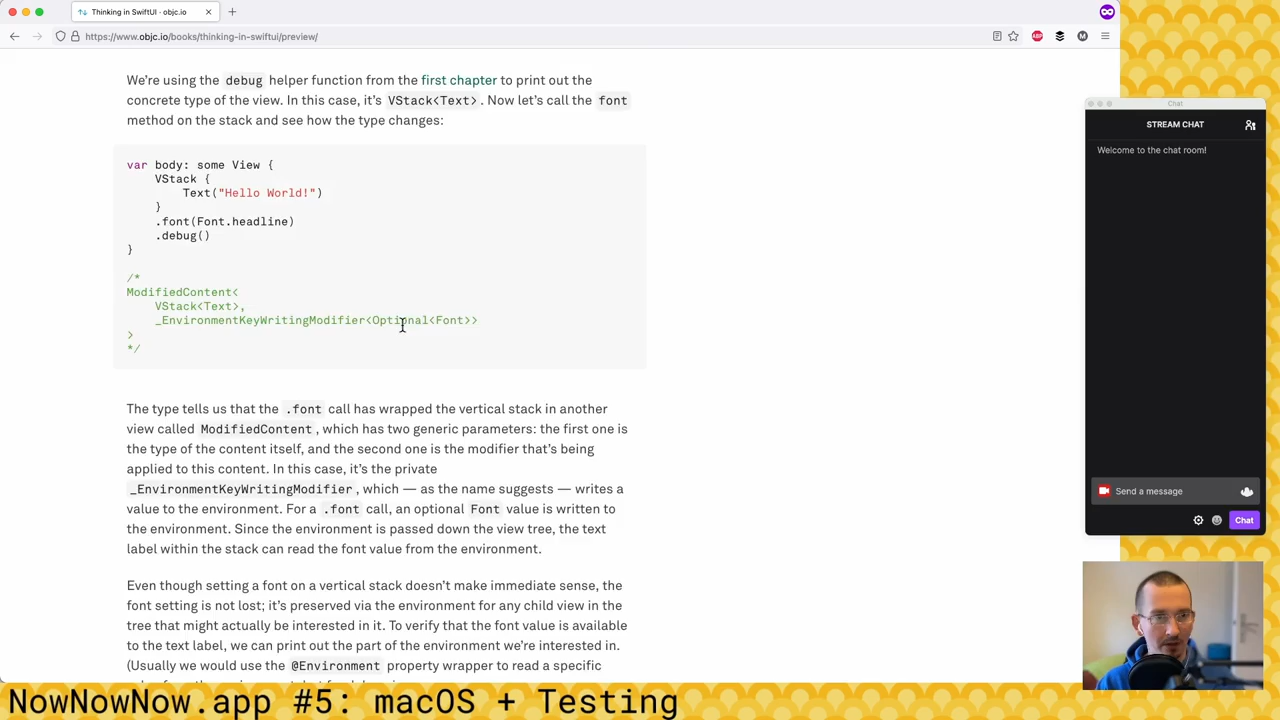 Thinking in SwiftUI · objc.io
https://www.objc.io/books/thinking-in-swiftui/preview/
We're using the debug helper function from the first chapter to print out the
concrete type of the view. In this case, it's VStack<Text>. Now let's call the font
method on the stack and see how the type changes:
var body: some View {
VStack {
Text("Hello World!")
}
.font(Font.headline)
.debug()
}
/*
ModifiedContent<
VStack<Text>,
_EnvironmentKeyWritingModifier<Optional<Font>>
>
*/
The type tells us that the .font call has wrapped the vertical stack in another
view called ModifiedContent, which has two generic parameters: the first one is
the type of the content itself, and the second one is the modifier that's being
applied to this content. In this case, it's the private
_EnvironmentKeyWritingModifier, which — as the name suggests — writes a
value to the environment. For a .font call, an optional Font value is written to
the environment. Since the environment is passed down the view tree, the text
label within the stack can read the font value from the environment.
Even though setting a font on a vertical stack doesn't make immediate sense, the
font setting is not lost; it's preserved via the environment for any child view in the
tree that might actually be interested in it. To verify that the font value is available
to the text label, we can print out the part of the environment we're interested in.
(Usually we would use the @Environment property wrapper to read a specific
Chat
STREAM CHAT
Welcome to the chat room!
Send a message
Chat
NowNowNow.app #5: macOS + Testing